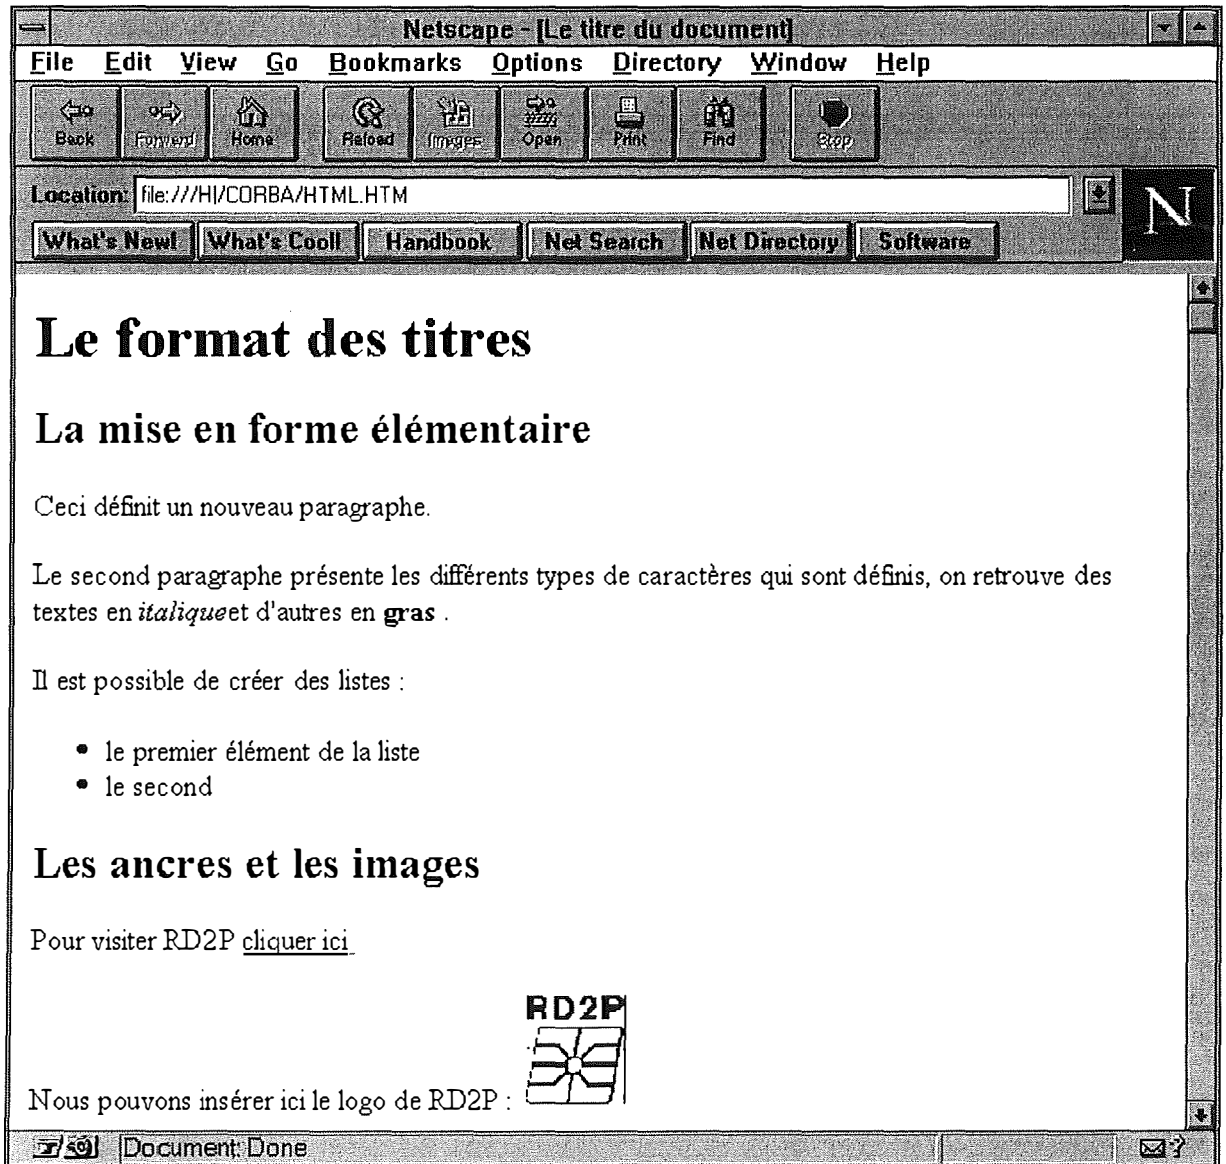 Netscape - [Le titre du document]
File Edit View Go Bookmarks Options Directory Window Help
Back Forward Home Reload Images Open Print Find Stop
Location: file:///H|/CORBA/HTML.HTM
N
What's New! What's Cool! Handbook Net Search Net Directory Software
Le format des titres
La mise en forme élémentaire
Ceci définit un nouveau paragraphe.
Le second paragraphe présente les différents types de caractères qui sont définis, on retrouve des
textes en italiqueet d'autres en gras .
Il est possible de créer des listes :
• le premier élément de la liste
• le second
Les ancres et les images
Pour visiter RD2P cliquer ici
RD2P
Nous pouvons insérer ici le logo de RD2P :
Document: Done
?